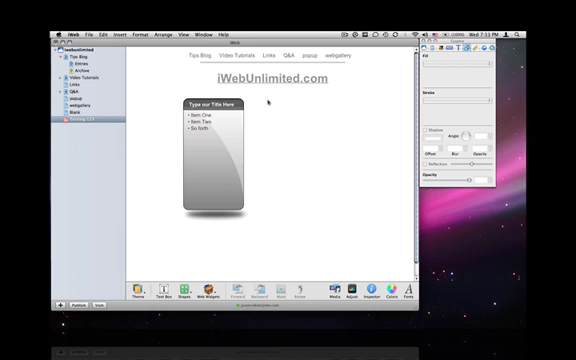 iWeb File Edit Insert Format Arrange View Window Help
Wed 7:13 PM
iWeb
iwebunlimited
Tips Blog
Entries
Archive
Video Tutorials
Links
Q&A
popup
webgallery
Blank
Testing 123
Tips Blog Video Tutorials Links Q&A popup webgallery
iWebUnlimited.com
Type our Title Here
• Item One
• Item Two
• So forth
Fill
Stroke
Shadow
Angle:
Offset Blur Opacity
Reflection
Opacity
Theme Text Box Shapes Web Widgets Forward Backward Mask Rotate Media Adjust Inspector Colors Fonts
Publish Visit